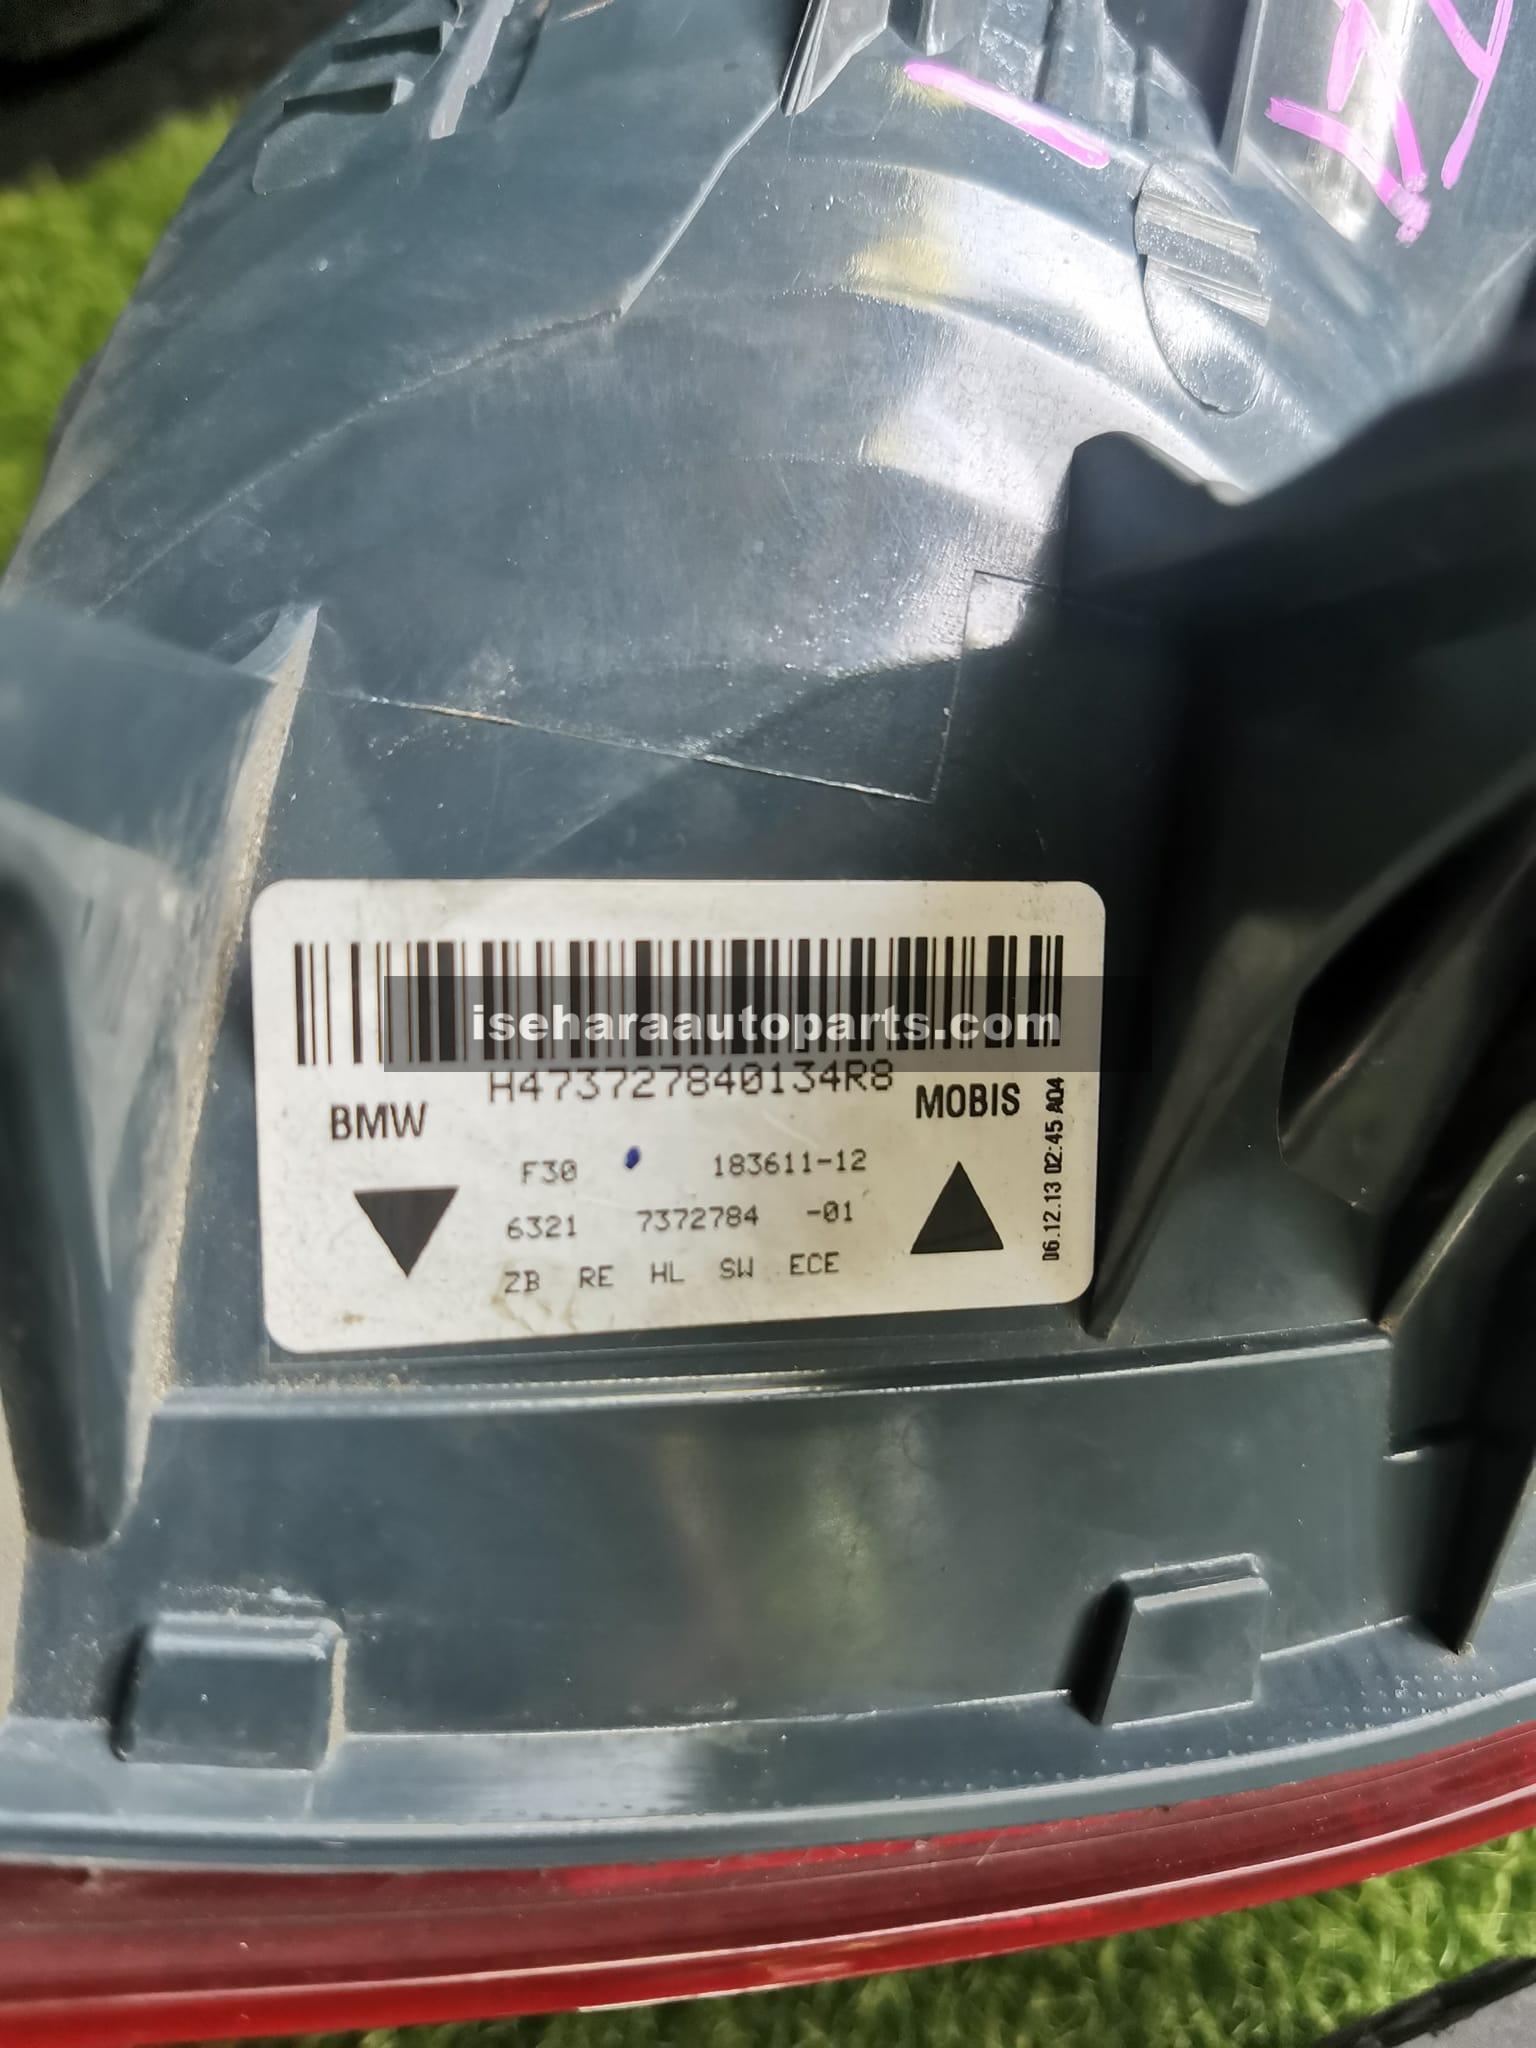 iseharaautoparts.com
H473727840134R8
BMW
MOBIS
F30 183611-12
6321 7372784 -01
ZB RE HL SW ECE
06.12.13 02:45 A04